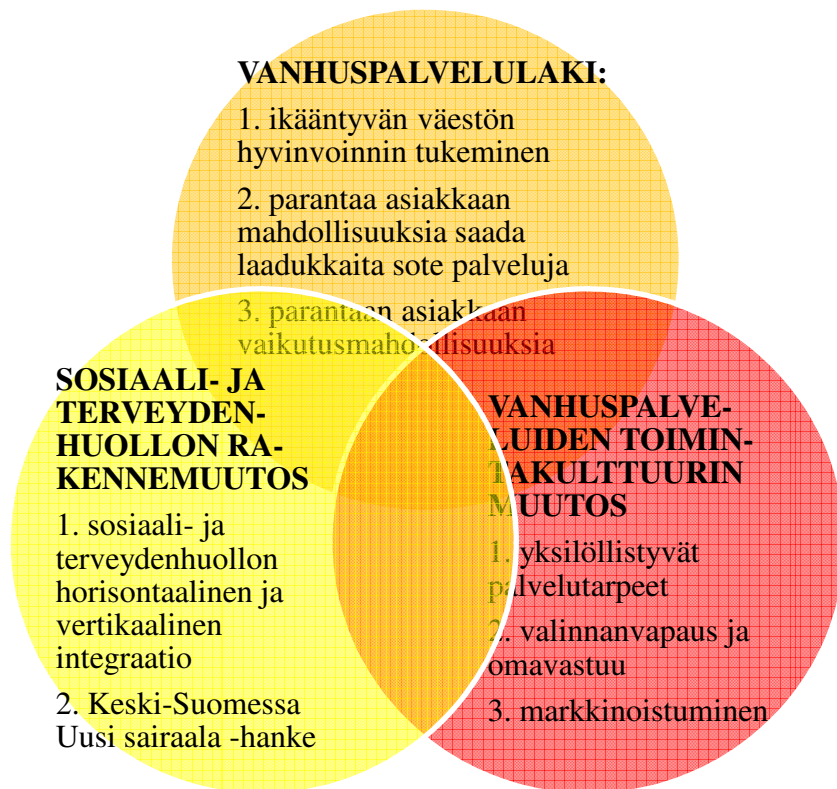 VANHUSPALVELULAKI:
1. ikääntyvän väestön
hyvinvoinnin tukeminen
2. parantaa asiakkaan
mahdollisuuksia saada
laadukkaita sote palveluja
3. parantaan asiakkaan
vaikutusmahdollisuuksia
SOSIAALI- JA
TERVEYDEN-
HUOLLON RA-
KENNEMUUTOS
1. sosiaali- ja
terveydenhuollon
horisontaalinen ja
vertikaalinen
integraatio
2. Keski-Suomessa
Uusi sairaala -hanke
VANHUSPALVE-
LUIDEN TOIMIN-
TAKULTTUURIN
MUUTOS
1. yksilöllistyvät
palvelutarpeet
2. valinnanvapaus ja
omavastuu
3. markkinoistuminen